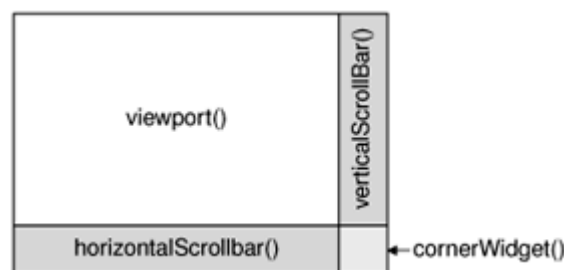 viewport()
verticalScrollBar()
horizontalScrollbar()
cornerWidget()